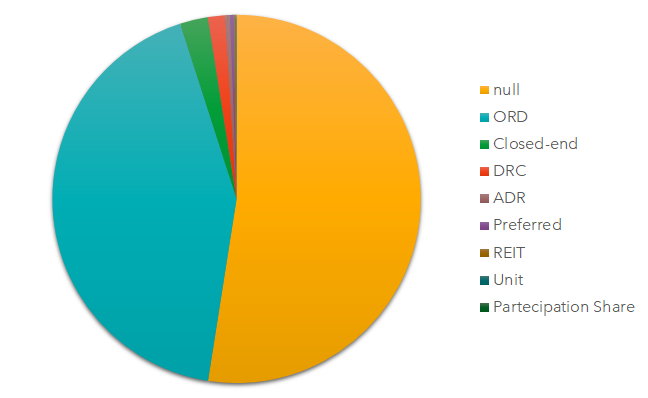 null
ORD
Closed-end
DRC
ADR
Preferred
REIT
Unit
Partecipation Share